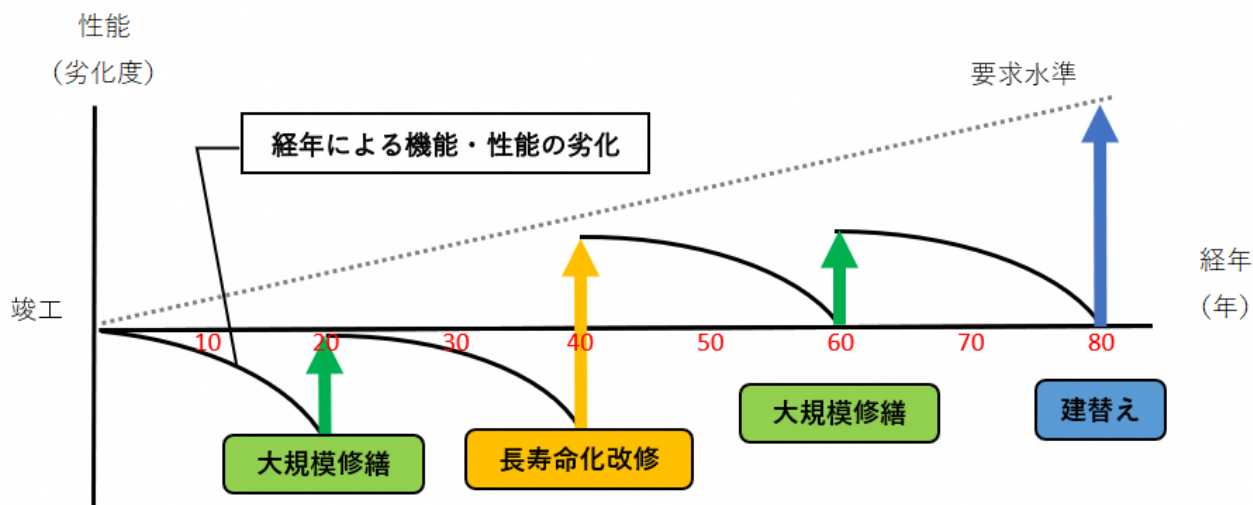 性能
（劣化度）
要求水準
経年による機能・性能の劣化
経年
（年）
竣工
10
20
30
40
50
60
70
80
大規模修繕
長寿命化改修
大規模修繕
建替え